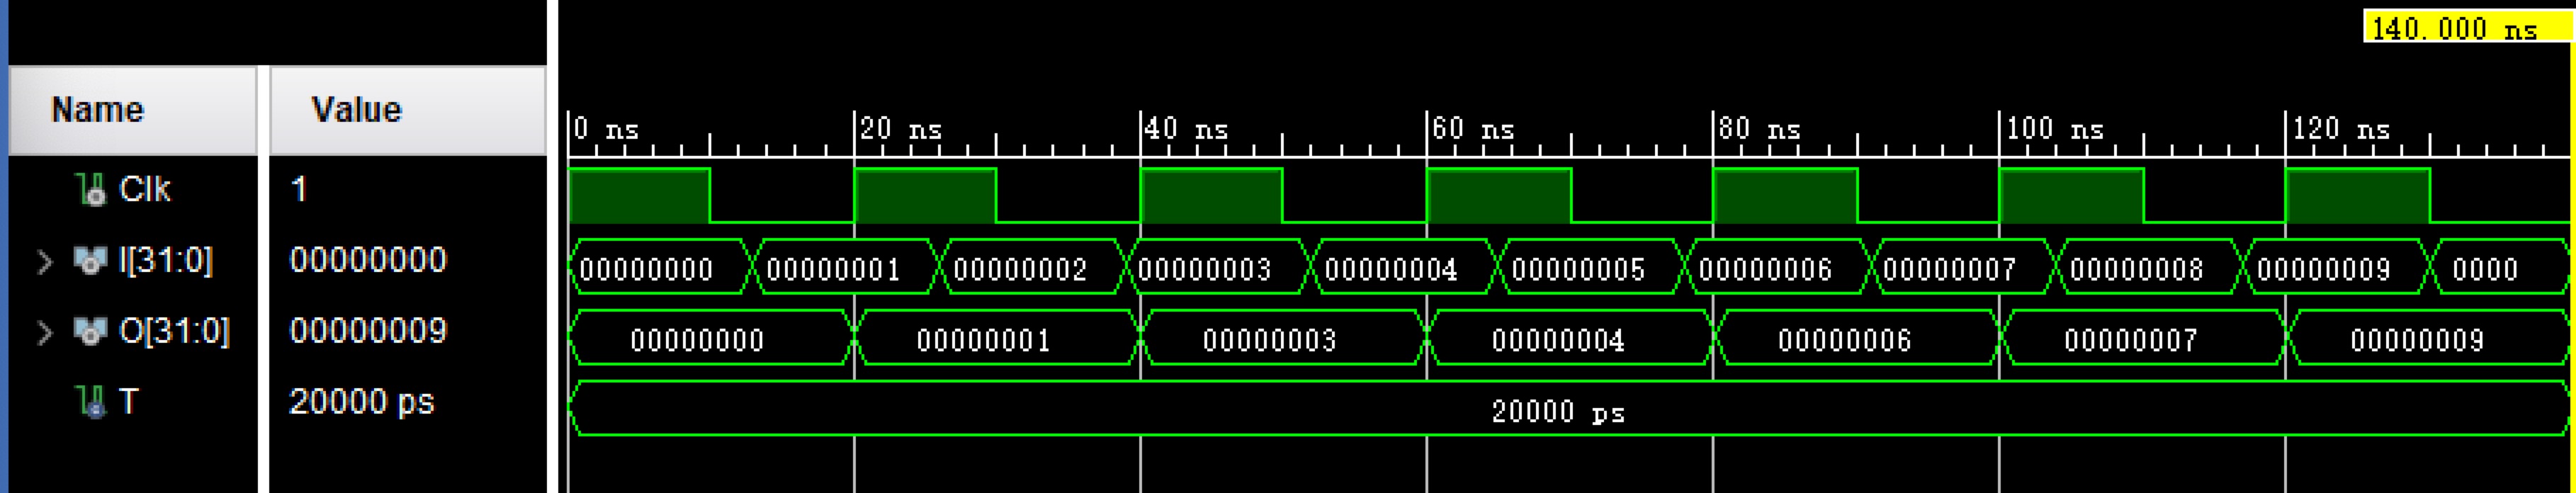 140.000 ns
Name Value
0 ns 20 ns 40 ns 60 ns 80 ns 100 ns 120 ns
Clk 1
I[31:0] 00000000 00000000 00000001 00000002 00000003 00000004 00000005 00000006 00000007 00000008 00000009 0000
O[31:0] 00000009 00000000 00000001 00000003 00000004 00000006 00000007 00000009
T 20000 ps 20000 ps